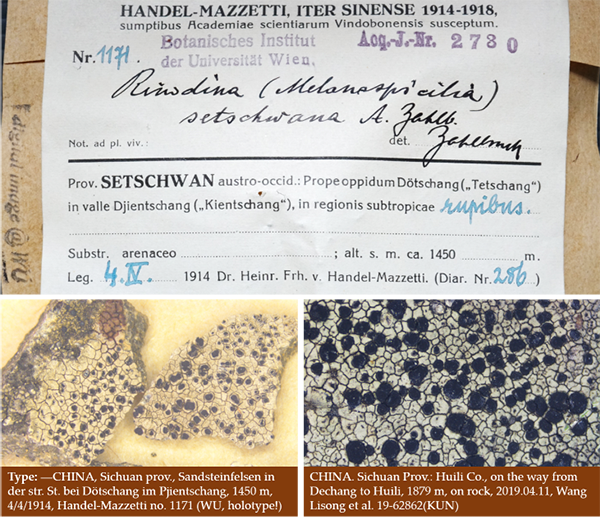 HANDEL-MAZZETTI, ITER SINENSE 1914-1918,
sumptibus Academiae scientiarum Vindobonensis susceptum.
Nr. 1171. Botanisches Institut Acq.-J.-Nr. 2730
der Universität Wien.
Rinodina (Melanaspicilia)
setschwana A. Zahlb.
Not. ad pl. viv.: det. Zahlbruck
Prov. SETSCHWAN austro-occid.: Prope oppidum Dötschang („Tetschang")
in valle Djientschang („Kientschang"), in regionis subtropicae rupibus.
Substr. arenaceo ; alt. s. m. ca. 1450 m.
Leg. 4. IV. 1914 Dr. Heinr. Frh. v. Handel-Mazzetti. (Diar. Nr. 286)
digital image @ WU
Type: —CHINA, Sichuan prov., Sandsteinfelsen in
der str. St. bei Dötschang im Pjientschang, 1450 m,
4/4/1914, Handel-Mazzetti no. 1171 (WU, holotype!)
CHINA. Sichuan Prov.: Huili Co., on the way from
Dechang to Huili, 1879 m, on rock, 2019.04.11, Wang
Lisong et al. 19-62862(KUN)